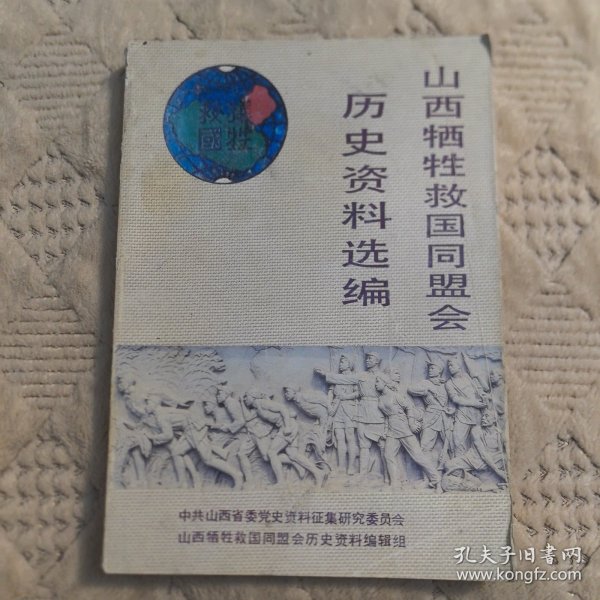 山西牺牲救国同盟会
历史资料选编
牺牲
救國
中共山西省委党史资料征集研究委员会
山西牺牲救国同盟会历史资料编辑组
孔夫子旧书网
www.kongfz.com